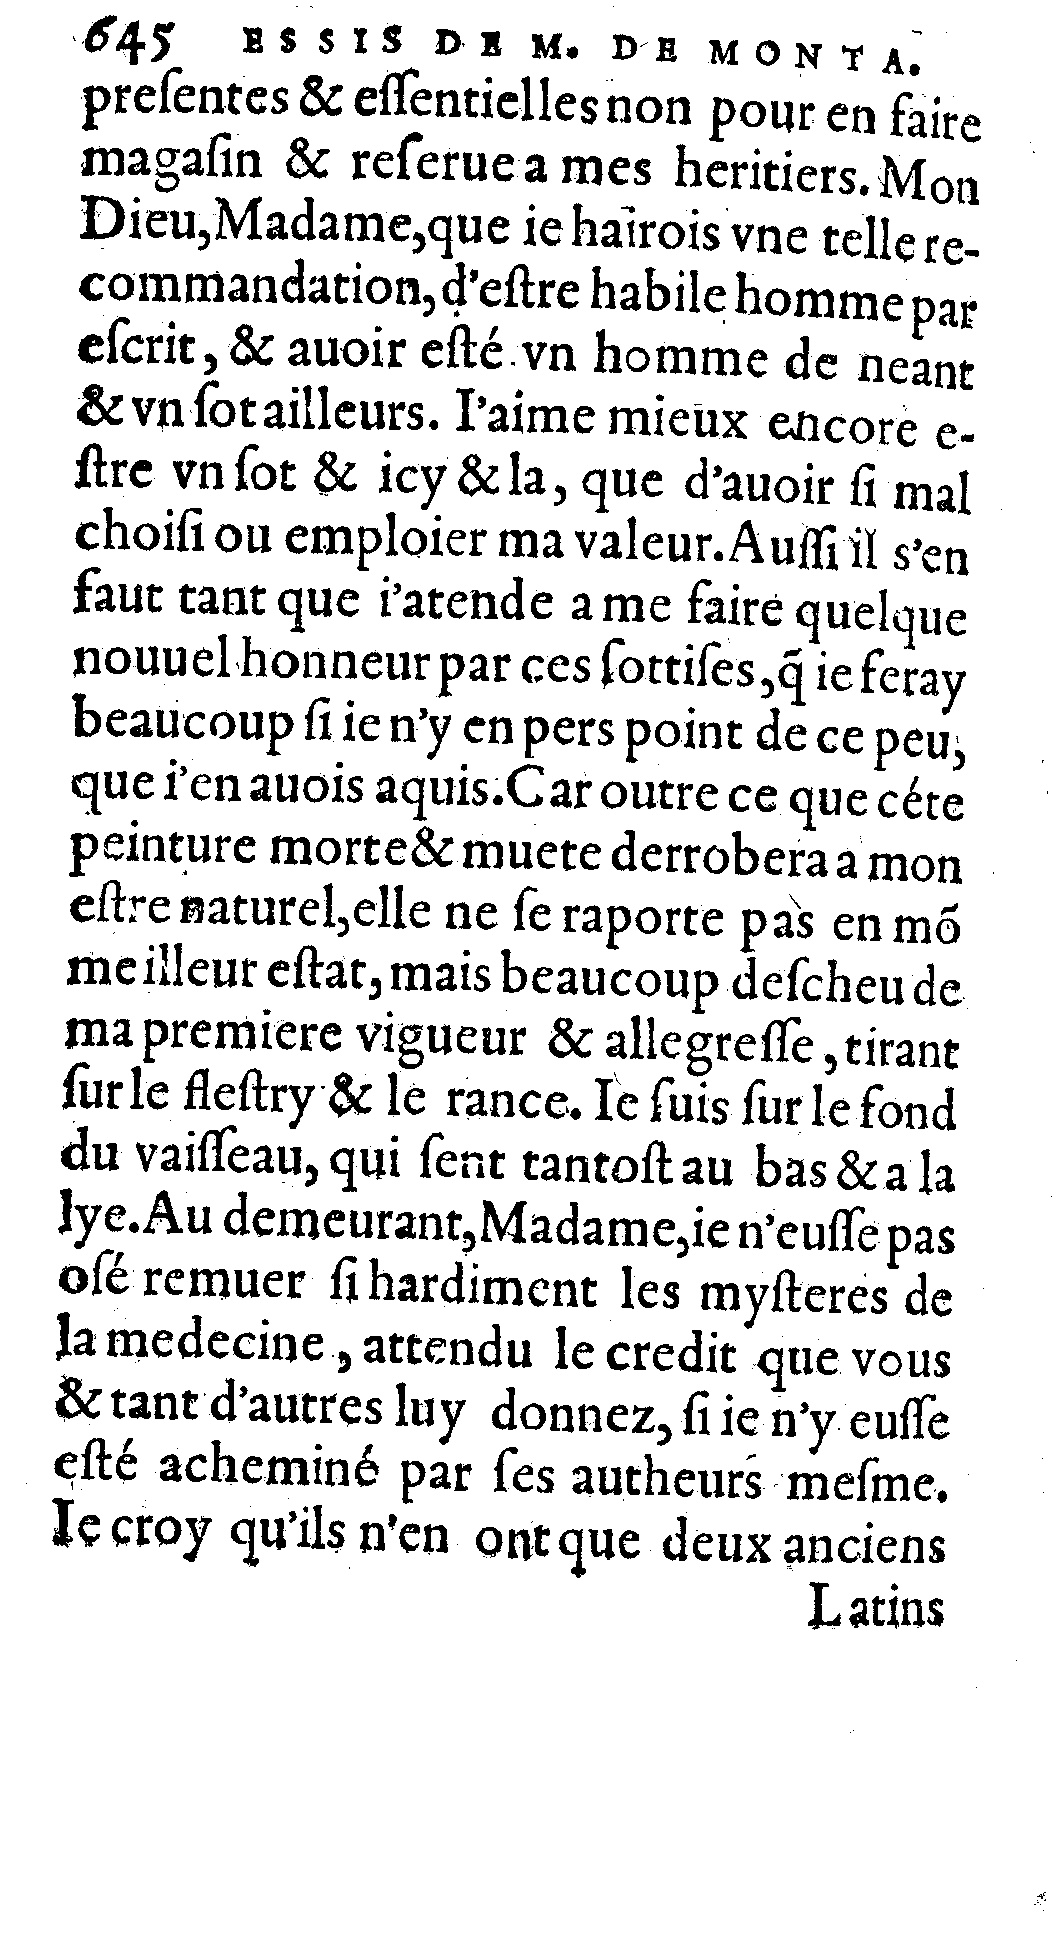 645 ESSIS DE M. DE MONTA.
preſentes & eſſentielles non pour en faire
magaſin & reſerue a mes heritiers. Mon
Dieu, Madame, que ie haïrois vne telle re-
commandation, d'eſtre habile homme par
eſcrit, & auoir eſté vn homme de neant
& vn ſot ailleurs. I'aime mieux encore e-
ſtre vn ſot & icy & la, que d'auoir ſi mal
choiſi ou emploier ma valeur. Auſſi il s'en
faut tant que i'atende a me faire quelque
nouuel honneur par ces ſottiſes, q̃ ie feray
beaucoup ſi ie n'y en pers point de ce peu,
que i'en auois aquis. Car outre ce que céte
peinture morte & muete derrobera a mon
eſtre naturel, elle ne ſe raporte pas en mõ
meilleur eſtat, mais beaucoup deſcheu de
ma premiere vigueur & allegreſſe, tirant
ſur le fleſtry & le rance. Ie ſuis ſur le fond
du vaiſſeau, qui ſent tantoſt au bas & a la
lye. Au demeurant, Madame, ie n'euſſe pas
oſé remuer ſi hardiment les myſteres de
la medecine, attendu le credit que vous
& tant d'autres luy donnez, ſi ie n'y euſſe
eſté acheminé par ſes autheurs meſme.
Ie croy qu'ils n'en ont que deux anciens
Latins